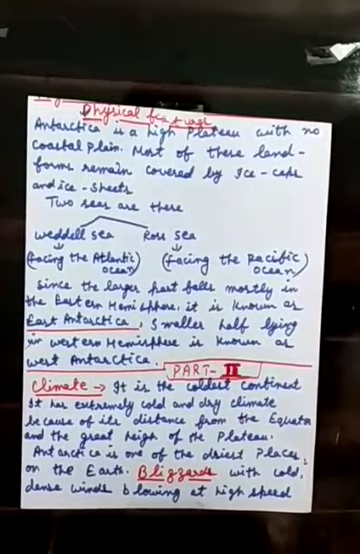 Physical features
Antarctica is a high Plateau with no
Coastal Plain. Most of these land-
forms remain covered by Ice-caps
and ice-sheets
Two seas are there
weddell sea Ross sea
(facing the Atlantic ocean) (facing the Pacific ocean)
Since the larger part falls mostly in
the Eastern Hemisphere, it is known as
East Antarctica, Smaller half lying
in western Hemisphere is known as
west Antarctica.
PART-II
Climate → It is the coldest continent
It has extremely cold and dry climate
because of its distance from the Equator
and the great heigh of the Plateau.
Antarctica is one of the driest Places,
on the Earth. Blizzards with cold,
dense winds blowing at high speed